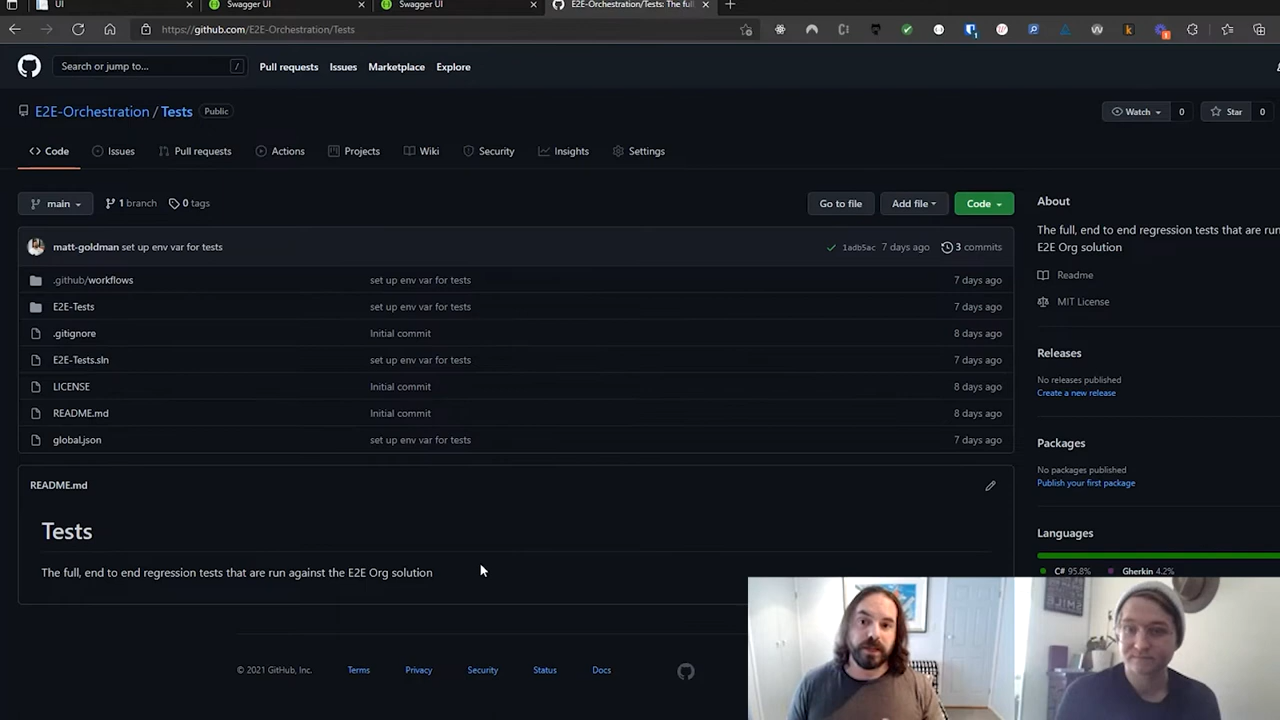 UI
Swagger UI
Swagger UI
E2E-Orchestration/Tests: The full
https://github.com/E2E-Orchestration/Tests
Search or jump to...
/
Pull requests
Issues
Marketplace
Explore
E2E-Orchestration / Tests
Public
Watch
0
Star
0
Code
Issues
Pull requests
Actions
Projects
Wiki
Security
Insights
Settings
main
1 branch
0 tags
Go to file
Add file
Code
matt-goldman set up env var for tests
1adb5ac
7 days ago
3 commits
.github/workflows
set up env var for tests
7 days ago
E2E-Tests
set up env var for tests
7 days ago
.gitignore
Initial commit
8 days ago
E2E-Tests.sln
set up env var for tests
7 days ago
LICENSE
Initial commit
8 days ago
README.md
Initial commit
8 days ago
global.json
set up env var for tests
7 days ago
README.md
Tests
The full, end to end regression tests that are run against the E2E Org solution
About
The full, end to end regression tests that are run
E2E Org solution
Readme
MIT License
Releases
No releases published
Create a new release
Packages
No packages published
Publish your first package
Languages
C# 95.8%
Gherkin 4.2%
© 2021 GitHub, Inc.
Terms
Privacy
Security
Status
Docs